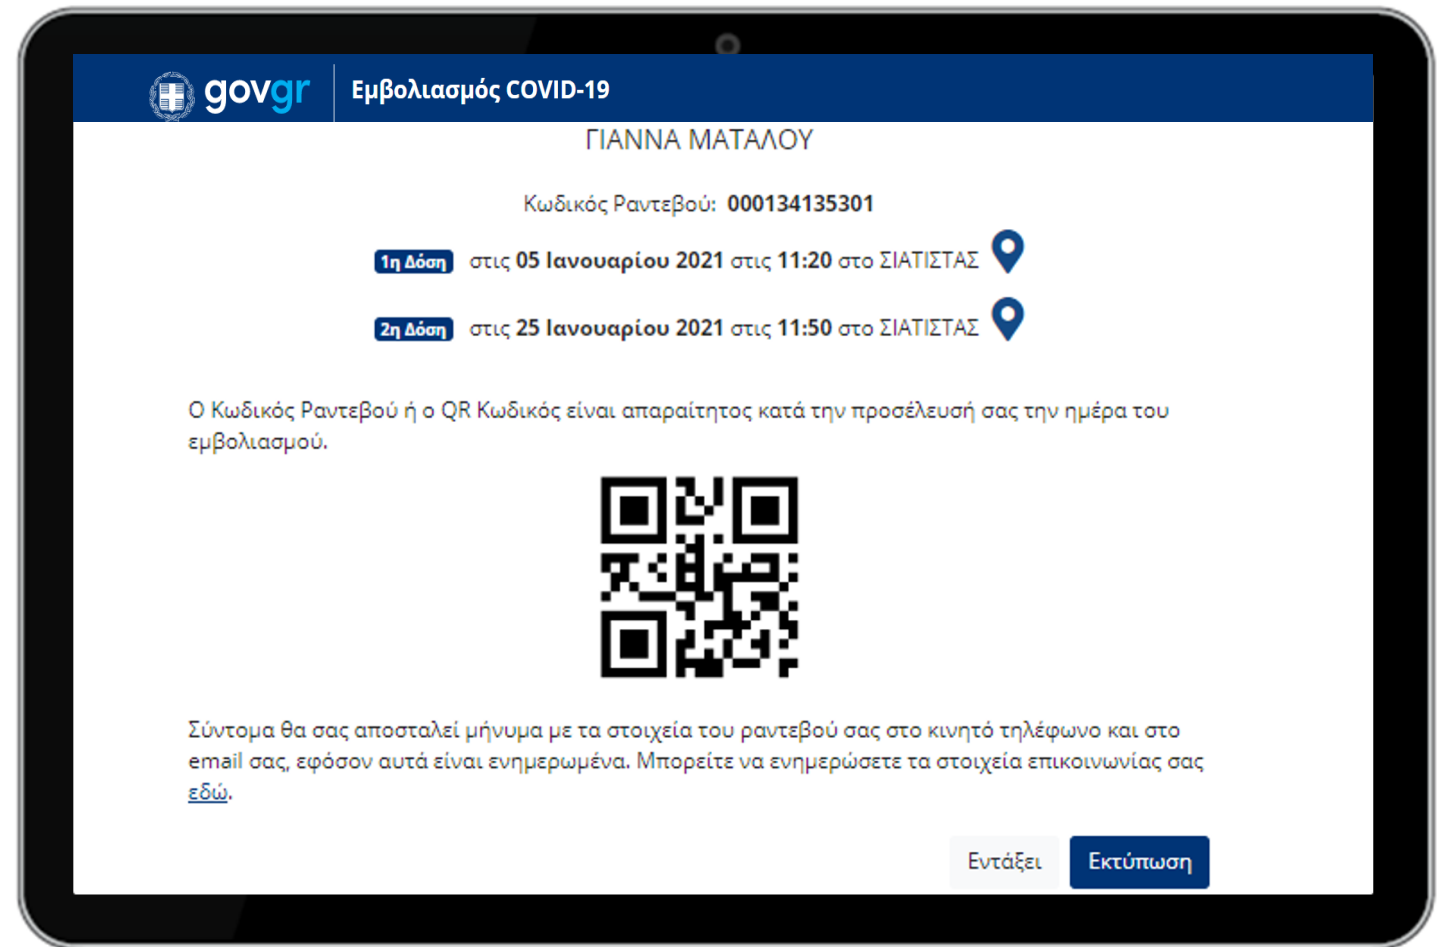 govgr
Εμβολιασμός COVID-19
ΓΙΑΝΝΑ ΜΑΤΑΛΟΥ
Κωδικός Ραντεβού: 000134135301
1η Δόση στις 05 Ιανουαρίου 2021 στις 11:20 στο ΣΙΑΤΙΣΤΑΣ
2η Δόση στις 25 Ιανουαρίου 2021 στις 11:50 στο ΣΙΑΤΙΣΤΑΣ
Ο Κωδικός Ραντεβού ή ο QR Κωδικός είναι απαραίτητος κατά την προσέλευσή σας την ημέρα του
εμβολιασμού.
Σύντομα θα σας αποσταλεί μήνυμα με τα στοιχεία του ραντεβού σας στο κινητό τηλέφωνο και στο
email σας, εφόσον αυτά είναι ενημερωμένα. Μπορείτε να ενημερώσετε τα στοιχεία επικοινωνίας σας
εδώ.
Εντάξει
Εκτύπωση